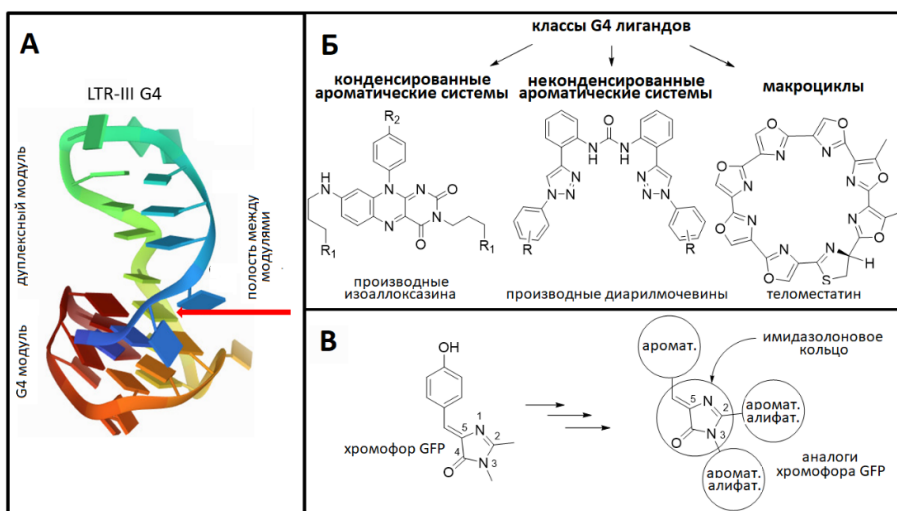 А
LTR-III G4
дуплексный модуль
G4 модуль
полость между
модулями
Б
классы G4 лигандов
конденсированные
ароматические системы
неконденсированные
ароматические системы
макроциклы
R2
HN
N
N
O
N
N
O
R1
R1
производные
изоаллоксазина
O
NH HN
N
N
N
N
N
N
R
R
производные диарилмочевины
O
N
N
O
O
N
N
O
O
N
N
O
O
N
N
S
H
теломестатин
В
OH
хромофор GFP
5
N
1
2
4
N
3
O
аромат.
имидазолоновое
кольцо
5
N
2
N
3
O
аромат.
алифат.
аромат.
алифат.
аналоги
хромофора GFP